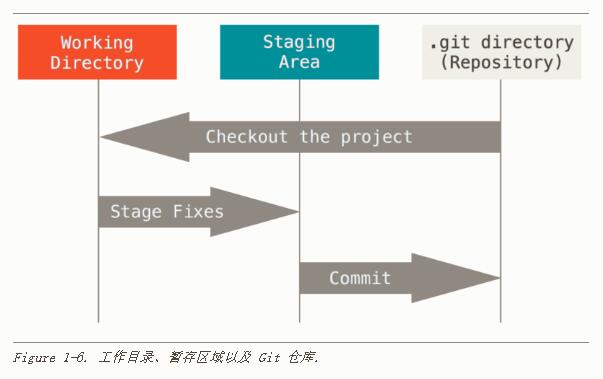 Working
Directory
Staging
Area
.git directory
(Repository)
Checkout the project
Stage Fixes
Commit
Figure 1-6. 工作目录、暂存区域以及 Git 仓库.